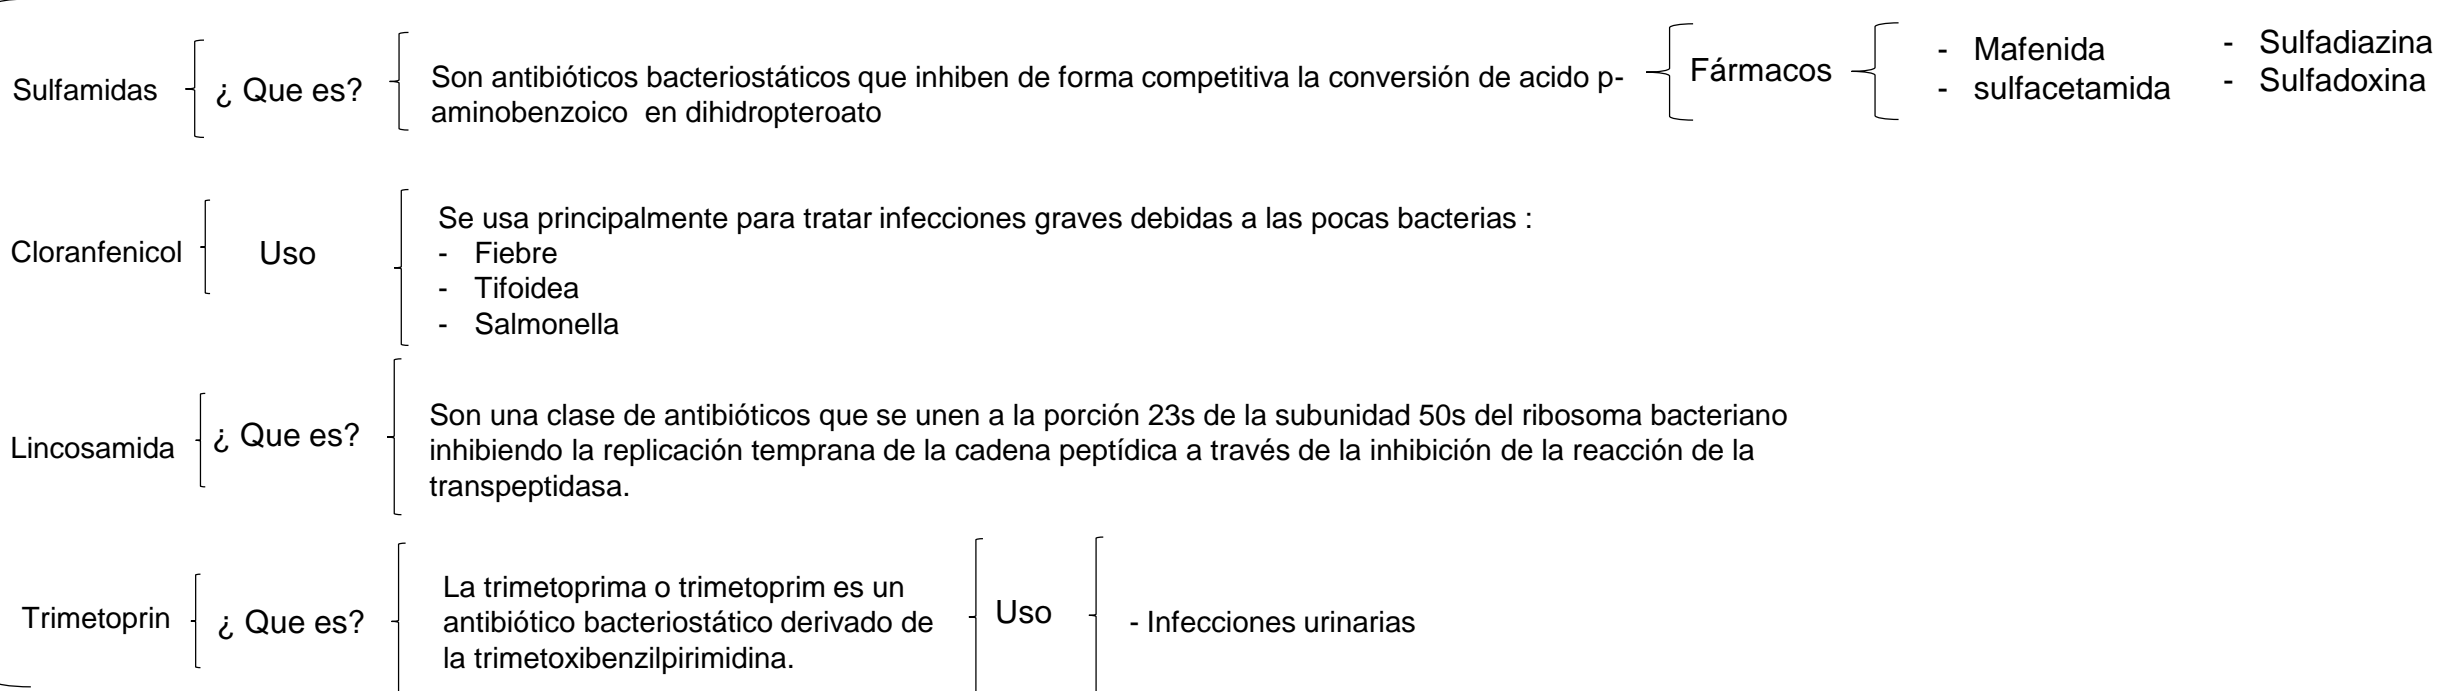 Sulfamidas
¿ Que es?
Son antibióticos bacteriostáticos que inhiben de forma competitiva la conversión de acido p-
aminobenzoico  en dihidropteroato
Fármacos
- Mafenida
- sulfacetamida
- Sulfadiazina
- Sulfadoxina
Cloranfenicol
Uso
Se usa principalmente para tratar infecciones graves debidas a las pocas bacterias :
- Fiebre
- Tifoidea
- Salmonella
Lincosamida
¿ Que es?
Son una clase de antibióticos que se unen a la porción 23s de la subunidad 50s del ribosoma bacteriano
inhibiendo la replicación temprana de la cadena peptídica a través de la inhibición de la reacción de la
transpeptidasa.
Trimetoprin
¿ Que es?
La trimetoprima o trimetoprim es un
antibiótico bacteriostático derivado de
la trimetoxibenzilpirimidina.
Uso
- Infecciones urinarias